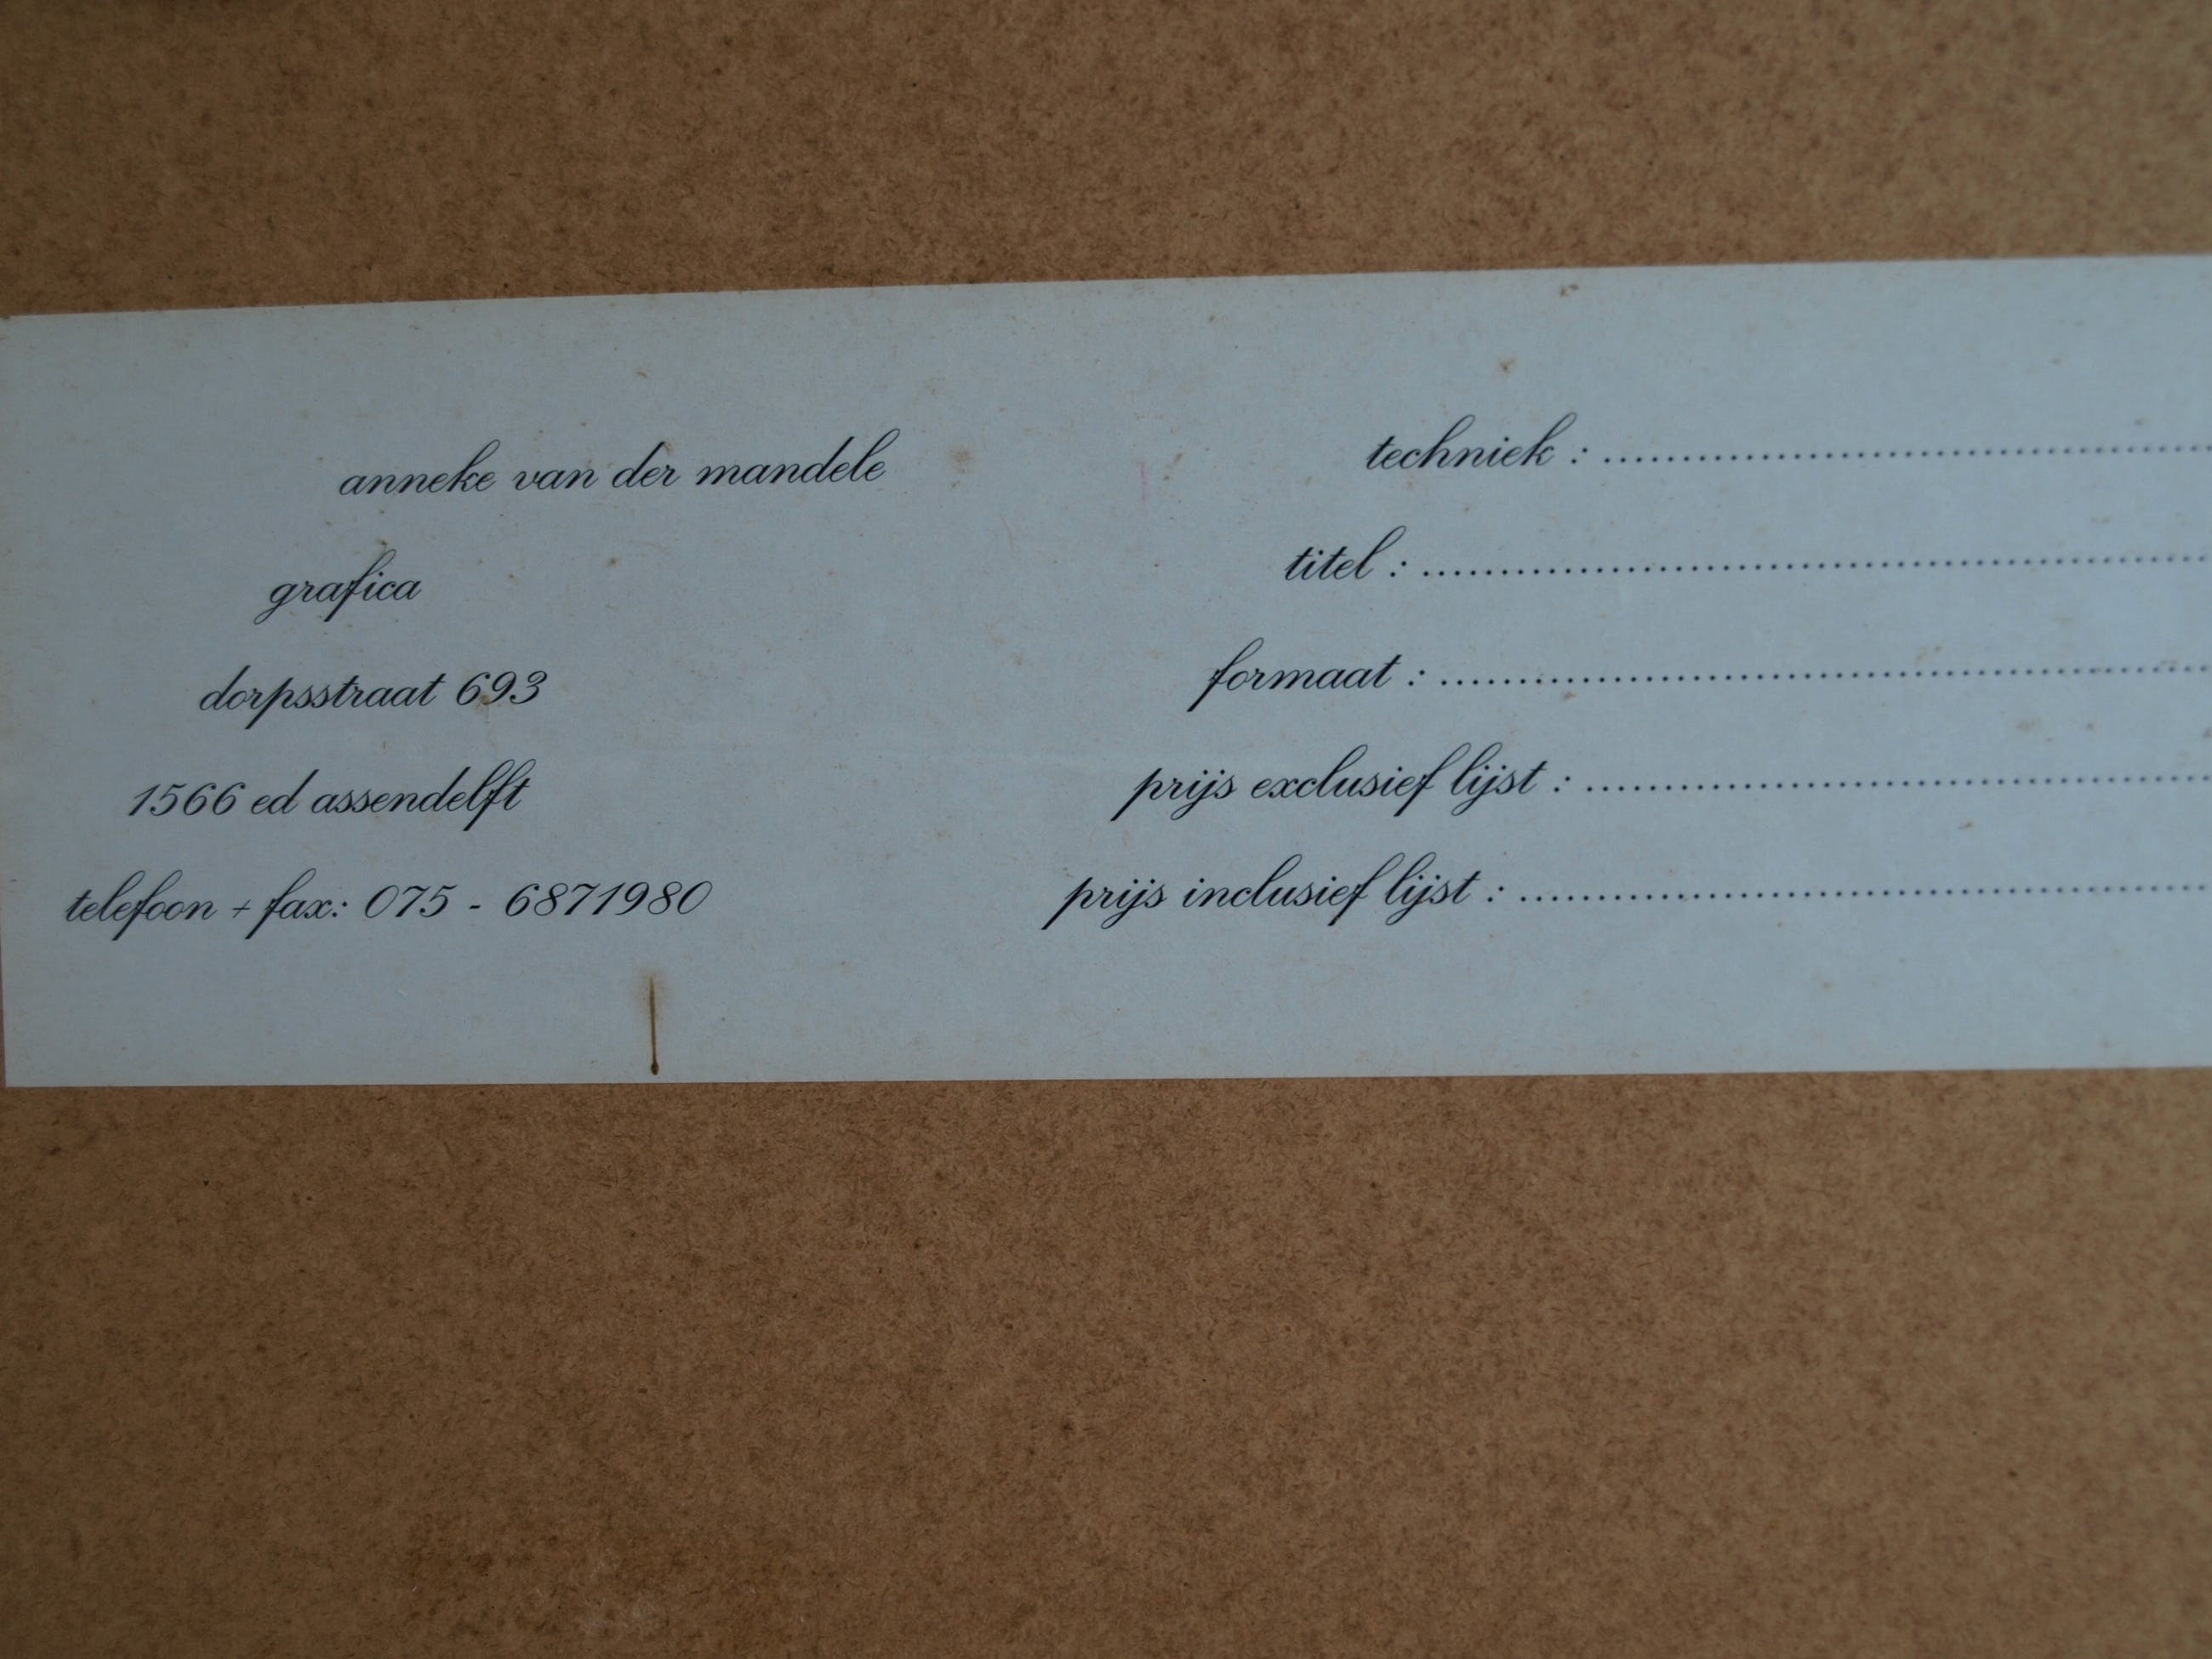 anneke van der mandele
grafica
dorpsstraat 693
1566 ed assendelft
telefoon + fax: 075 - 6871980
techniek : ........................................
titel : ........................................
formaat : ........................................
prijs exclusief lijst : ........................................
prijs inclusief lijst : ........................................